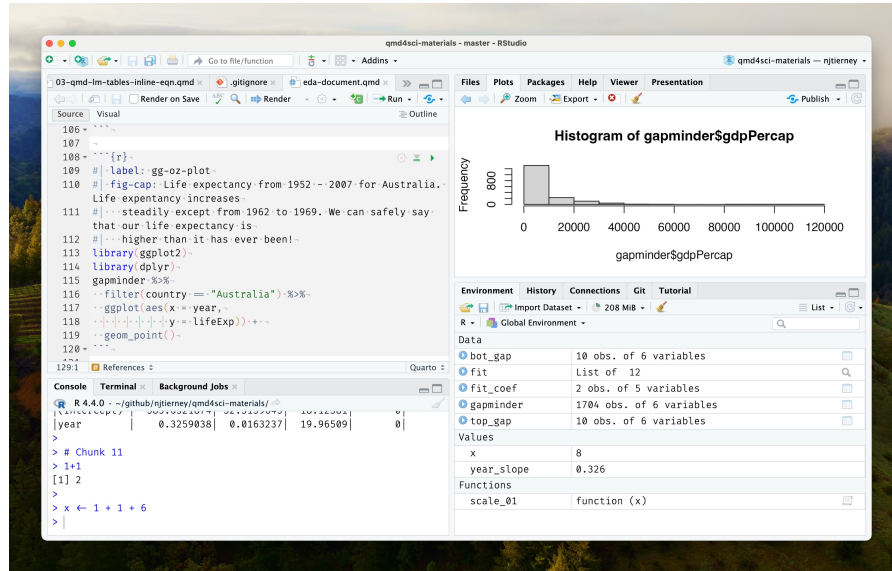 qmd4sci-materials - master - RStudio
Go to file/function
Addins
qmd4sci-materials — njtierney
03-qmd-lm-tables-inline-eqn.qmd
.gitignore
eda-document.qmd
Render on Save
Render
Run
Source
Visual
Outline
106 ```
107
108 ```{r}
109 #| label: gg-oz-plot
110 #| fig-cap: Life expectancy from 1952 - 2007 for Australia.
Life expentancy increases
111 #| steadily except from 1962 to 1969. We can safely say
that our life expectancy is
112 #| higher than it has ever been!
113 library(ggplot2)
114 library(dplyr)
115 gapminder %>%
116 filter(country == "Australia") %>%
117 ggplot(aes(x = year,
118 y = lifeExp)) +
119 geom_point()
120 ```
129:1
References
Quarto
Console
Terminal
Background Jobs
R 4.4.0 · ~/github/njtierney/qmd4sci-materials/
|year | 0.3259038| 0.0163237| 19.96509| 0|
>
> # Chunk 11
> 1+1
[1] 2
>
> x ← 1 + 1 + 6
>
Files
Plots
Packages
Help
Viewer
Presentation
Zoom
Export
Publish
Histogram of gapminder$gdpPercap
Frequency
0 800
0 20000 40000 60000 80000 100000 120000
gapminder$gdpPercap
Environment
History
Connections
Git
Tutorial
Import Dataset
208 MiB
List
R
Global Environment
Data
bot_gap 10 obs. of 6 variables
fit List of 12
fit_coef 2 obs. of 5 variables
gapminder 1704 obs. of 6 variables
top_gap 10 obs. of 6 variables
Values
x 8
year_slope 0.326
Functions
scale_01 function (x)